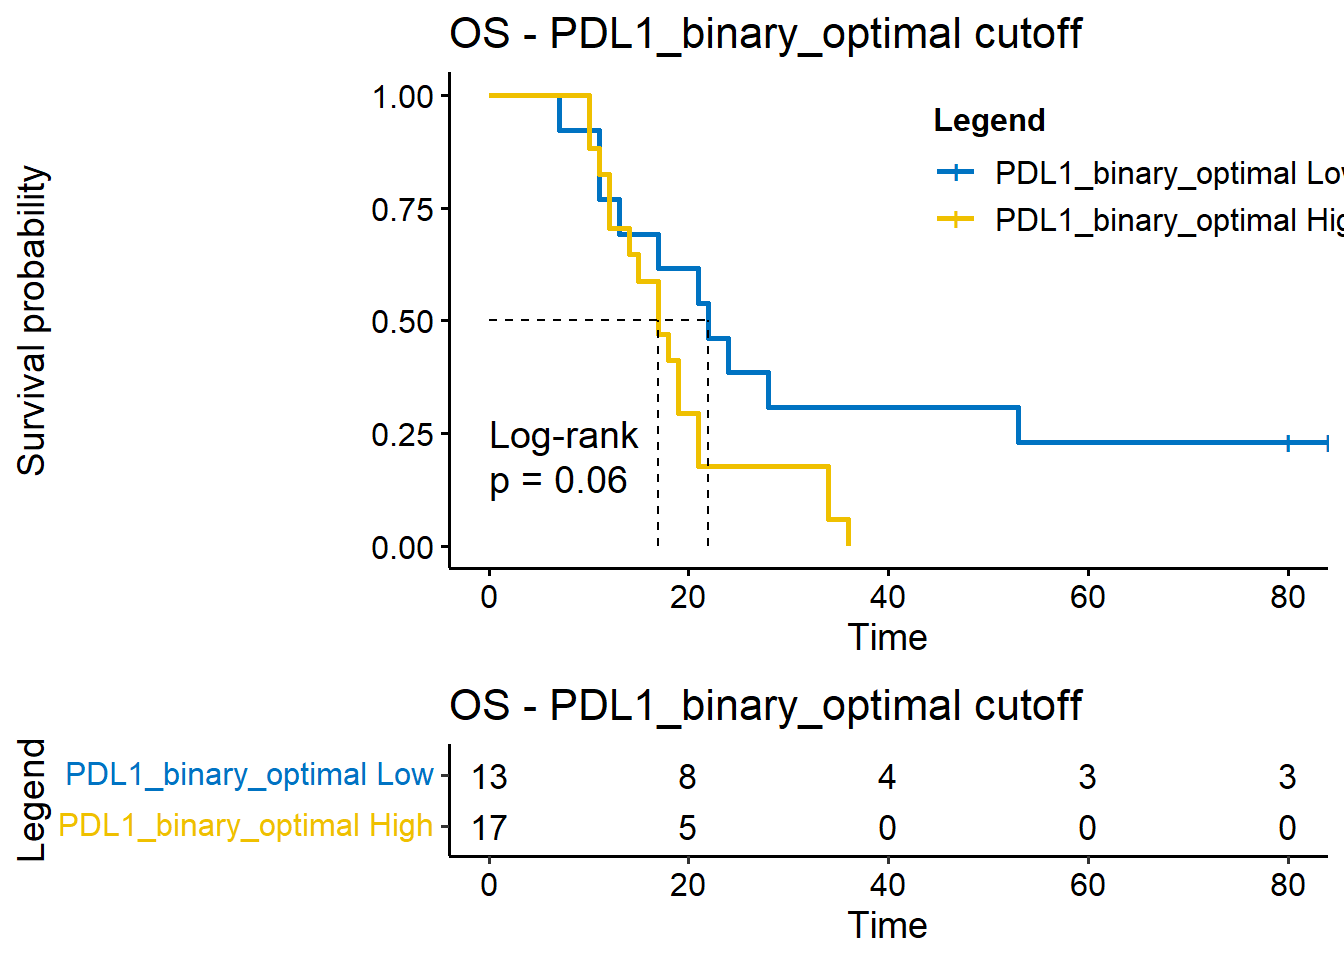 OS - PDL1_binary_optimal cutoff
Survival probability
1.00
0.75
0.50
0.25
0.00
Legend
PDL1_binary_optimal Low
PDL1_binary_optimal Hig
Log-rank
p = 0.06
0 20 40 60 80
Time
OS - PDL1_binary_optimal cutoff
Legend
PDL1_binary_optimal Low 13 8 4 3 3
PDL1_binary_optimal High 17 5 0 0 0
0 20 40 60 80
Time